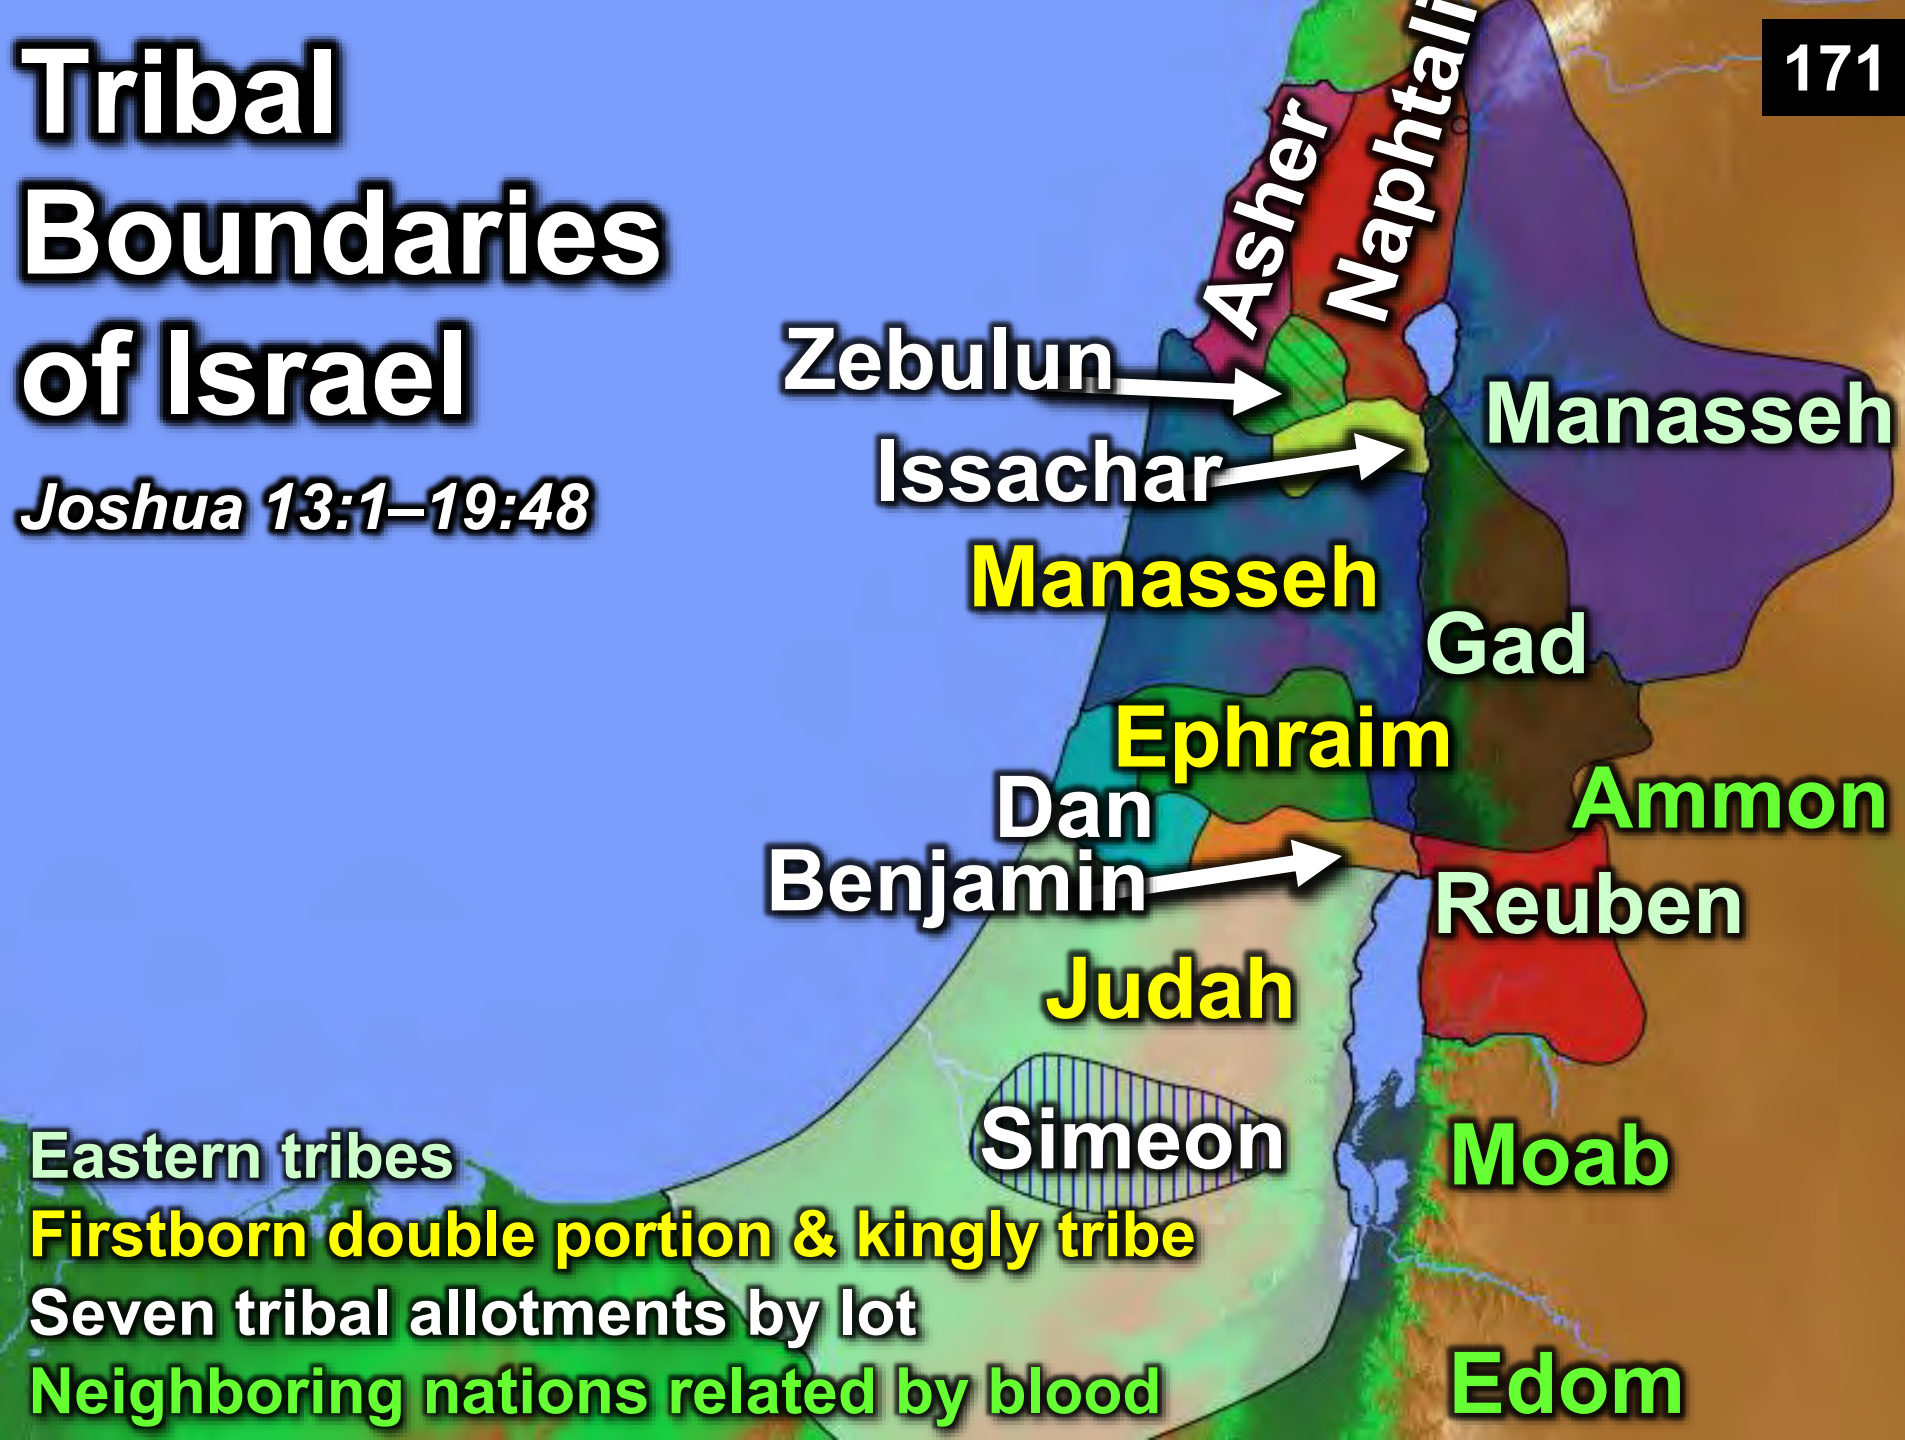 Tribal
Boundaries
of Israel
Joshua 13:1–19:48
171
Naphtali
Asher
Zebulun
Manasseh
Issachar
Manasseh
Gad
Ephraim
Dan
Ammon
Benjamin
Reuben
Judah
Simeon
Moab
Edom
Eastern tribes
Firstborn double portion & kingly tribe
Seven tribal allotments by lot
Neighboring nations related by blood